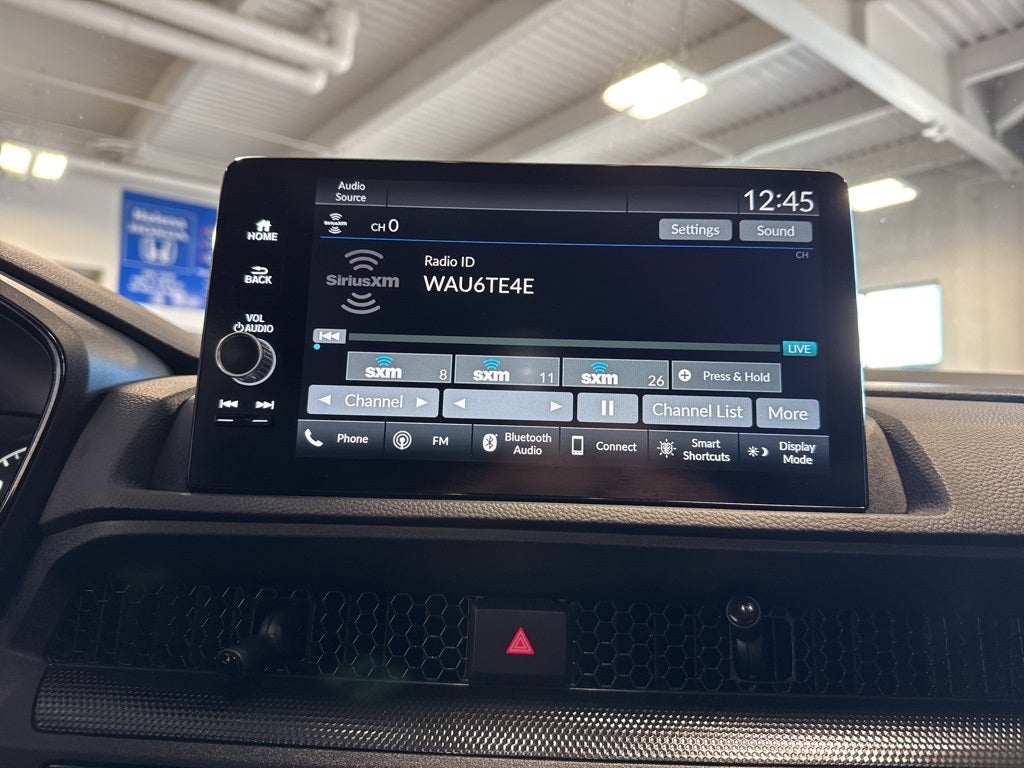 Audio
Source
12:45
HOME
SiriusXM
CH 0
Settings
Sound
CH
BACK
SiriusXM
Radio ID
WAU6TE4E
VOL
AUDIO
LIVE
sxm 8
sxm 11
sxm 26
Press & Hold
Channel
Channel List
More
Phone
FM
Bluetooth
Audio
Connect
Smart
Shortcuts
Display
Mode